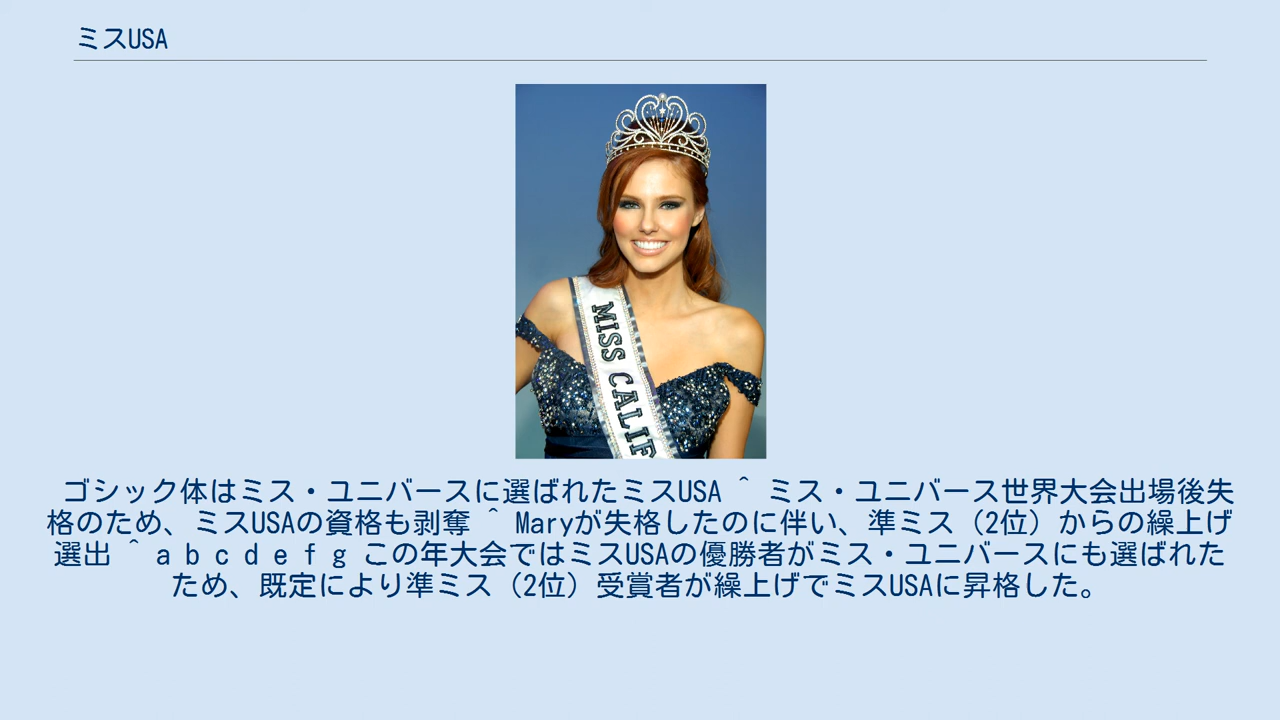 ミスUSA
MISS CALIF
ゴシック体はミス・ユニバースに選ばれたミスUSA ^ ミス・ユニバース世界大会出場後失
格のため、ミスUSAの資格も剥奪 ^ Maryが失格したのに伴い、準ミス（2位）からの繰上げ
選出 ^ a b c d e f g この年大会ではミスUSAの優勝者がミス・ユニバースにも選ばれた
ため、既定により準ミス（2位）受賞者が繰上げでミスUSAに昇格した。